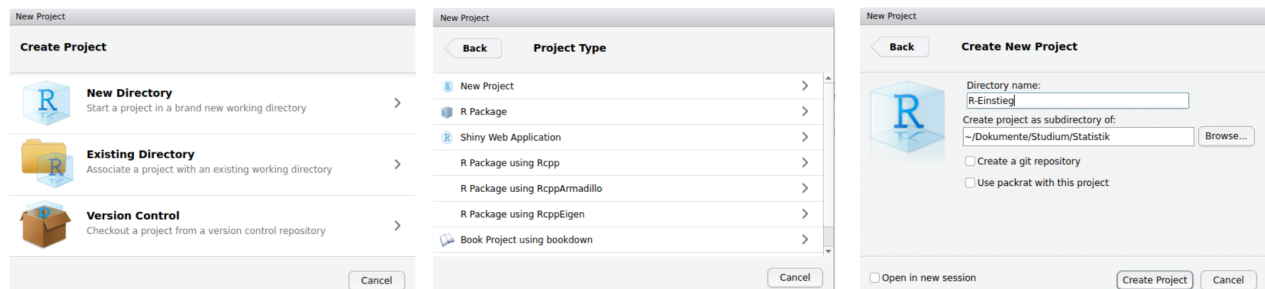 New Project
Create Project
New Directory
Start a project in a brand new working directory
Existing Directory
Associate a project with an existing working directory
Version Control
Checkout a project from a version control repository
Cancel
New Project
Back
Project Type
New Project
R Package
Shiny Web Application
R Package using Rcpp
R Package using RcppArmadillo
R Package using RcppEigen
Book Project using bookdown
Cancel
New Project
Back
Create New Project
Directory name:
R-Einstieg
Create project as subdirectory of:
~/Dokumente/Studium/Statistik
Browse...
Create a git repository
Use packrat with this project
Open in new session
Create Project
Cancel